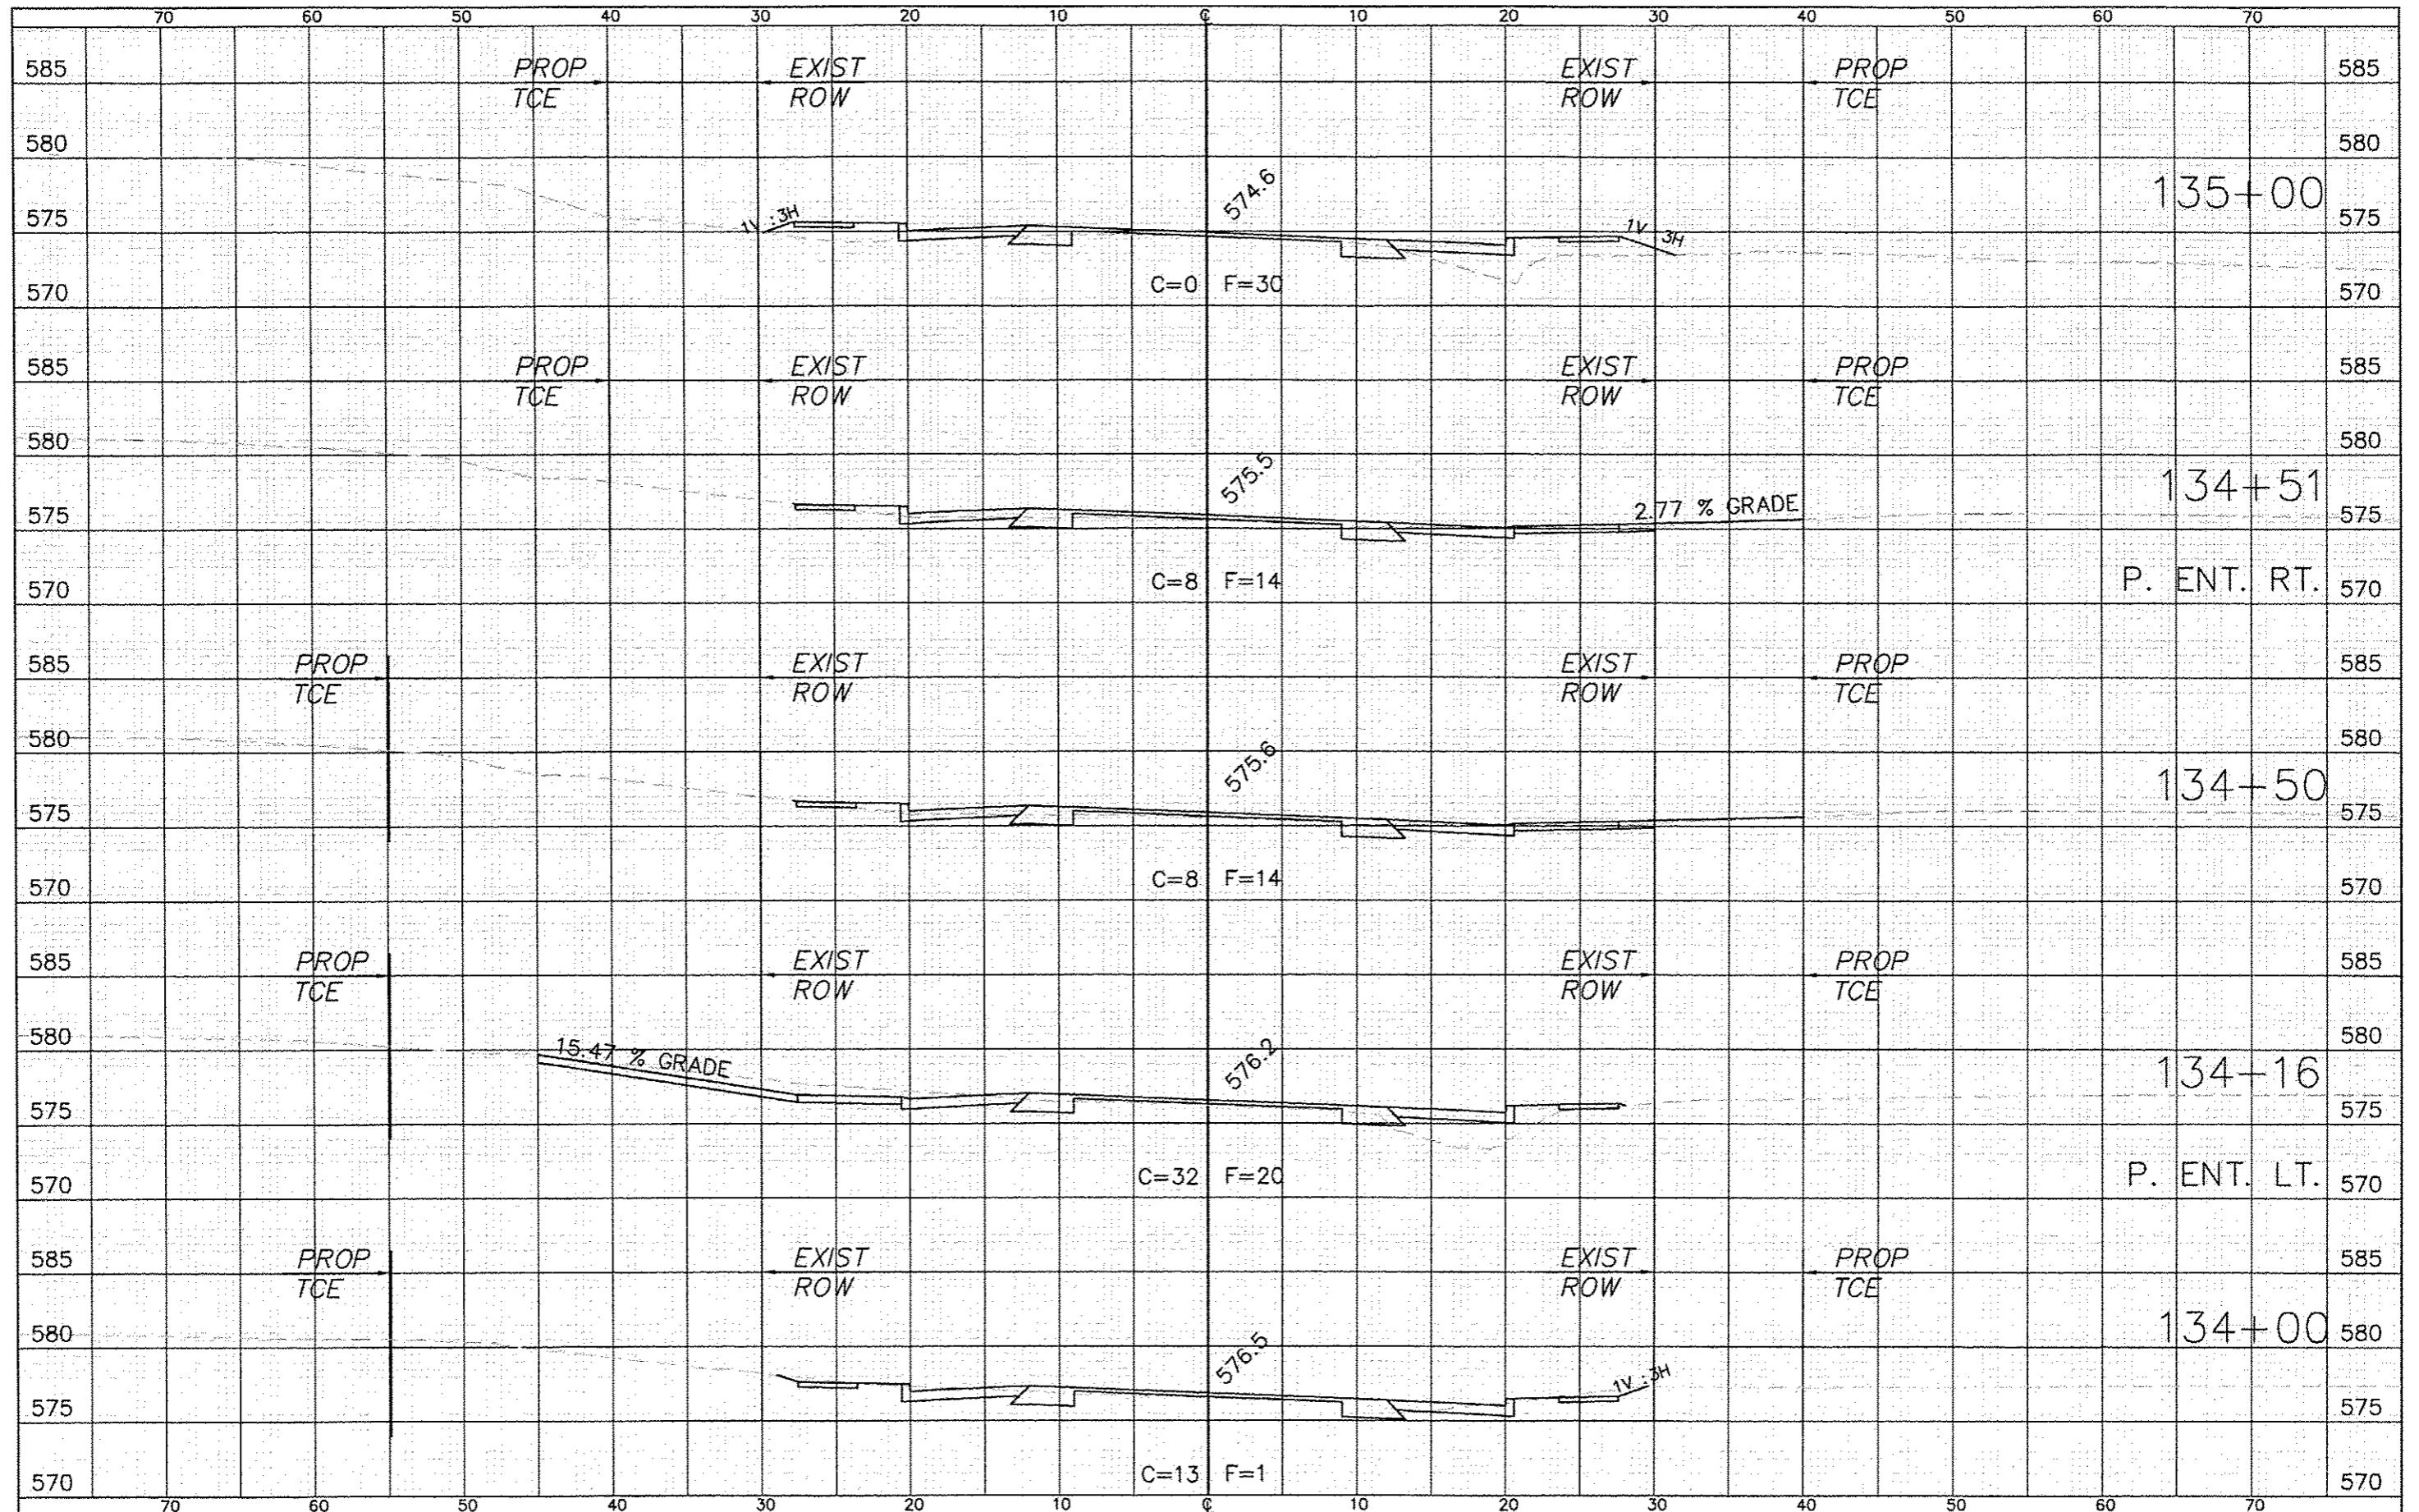 70 60 50 40 30 20 10 ℄ 10 20 30 40 50 60 70
585 PROP EXIST EXIST PROP 585
TCE ROW ROW TCE
580 580
574.6 135+00
575 1V :3H 1V :3H 575
C=0 F=30
570 570
585 PROP EXIST EXIST PROP 585
TCE ROW ROW TCE
580 580
575.5 134+51
575 2.77 % GRADE 575
C=8 F=14 P. ENT. RT.
570 570
585 PROP EXIST EXIST PROP 585
TCE ROW ROW TCE
580 580
575.6 134+50
575 575
C=8 F=14
570 570
585 PROP EXIST EXIST PROP 585
TCE ROW ROW TCE
580 580
15.47 % GRADE 576.2 134+16
575 575
C=32 F=20 P. ENT. LT.
570 570
585 PROP EXIST EXIST PROP 585
TCE ROW ROW TCE
580 134+00 580
576.5 1V :3H
575 575
C=13 F=1
570 570
70 60 50 40 30 20 10 ℄ 10 20 30 40 50 60 70